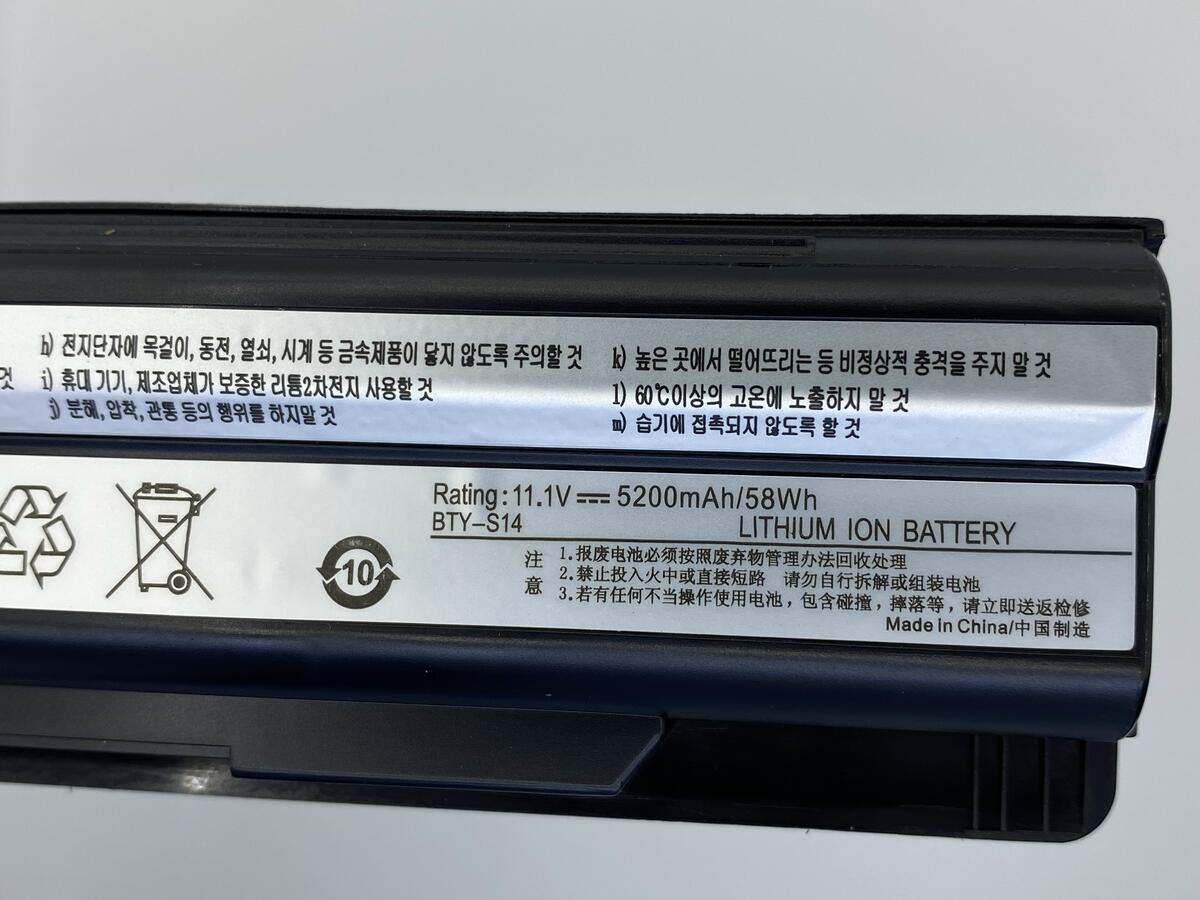 h) 전지단자에 목걸이, 동전, 열쇠, 시계 등 금속제품이 닿지 않도록 주의할 것
것 i) 휴대 기기, 제조업체가 보증한 리튬2차전지 사용할 것
j) 분혜, 압착, 관통 등의 행위를 하지말 것
k) 높은 곳에서 떨어뜨리는 등 비정상적 충격을 주지 말 것
l) 60℃이상의 고온에 노출하지 말 것
m) 습기에 접촉되지 않도록 할 것
Rating: 11.1V 5200mAh/58Wh
BTY-S14 LITHIUM ION BATTERY
10
注意
1.报废电池必须按照废弃物管理办法回收处理
2.禁止投入火中或直接短路 请勿自行拆解或组装电池
3.若有任何不当操作使用电池，包含碰撞，摔落等，请立即送返检修
Made in China/中国制造